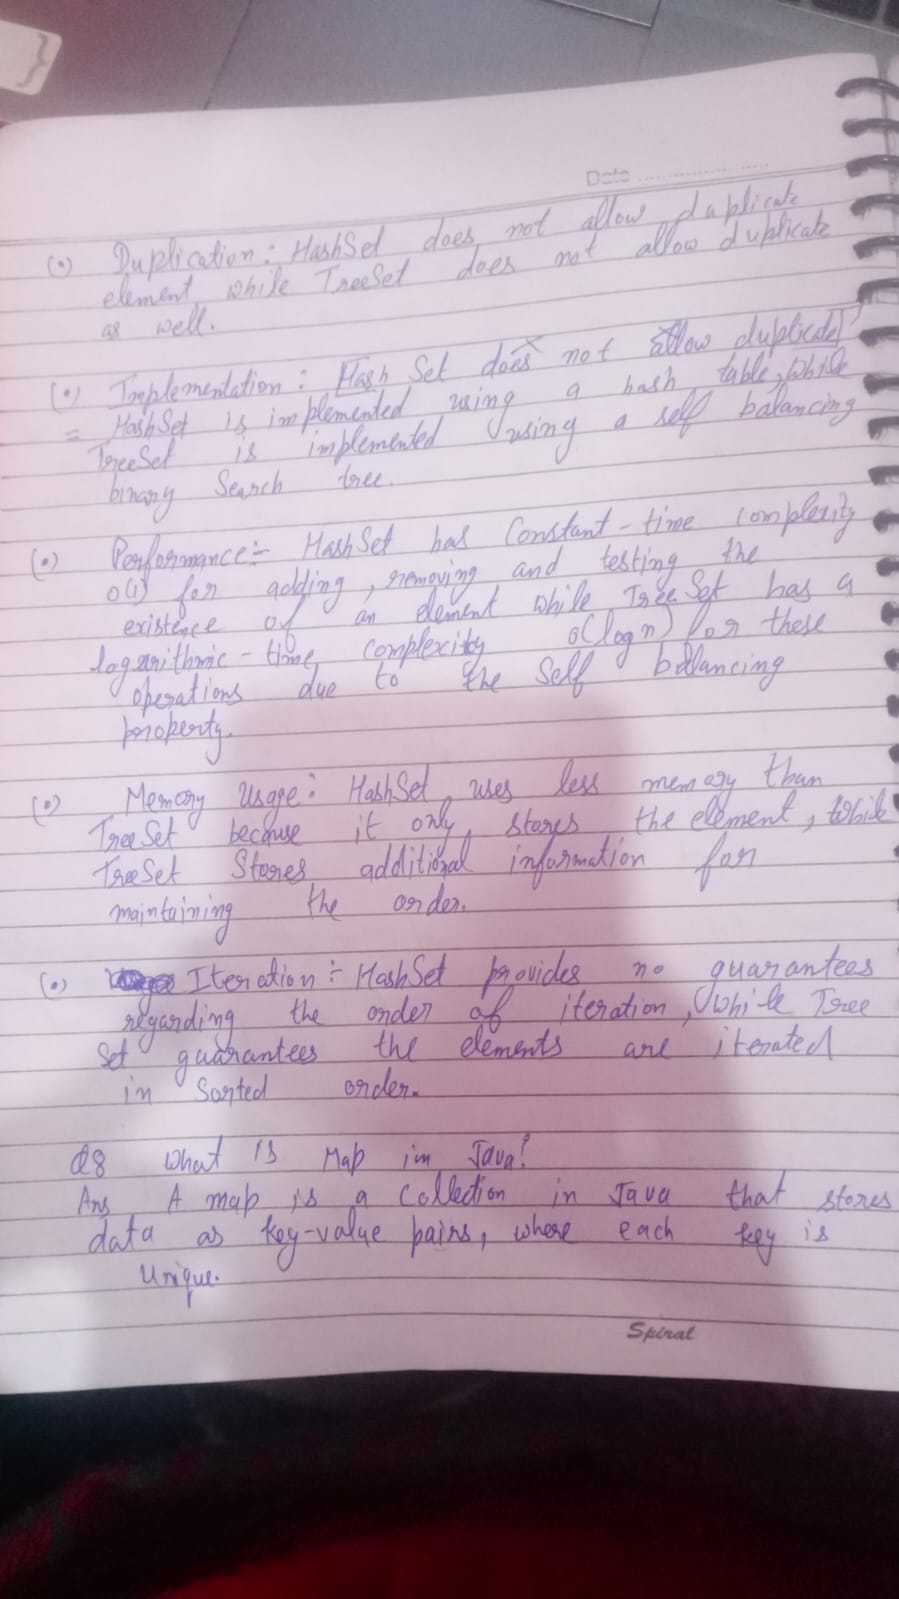 }
Date ....................
(•) Duplication : HashSet does not allow duplicate
element while TreeSet does not allow duplicate
as well.
(•) Implementation : Hash Set does not allow duplicate
= HashSet is implemented using a hash table, while
TreeSet is implemented using a self balancing
binary Search tree.
(•) Performance :- HashSet has Constant-time complexity
o(1) for adding, removing and testing the
existence of an element while Tree Set has a
logarithmic-time complexity o(log n) for these
operations due to the Self balancing
property.
(•) Memory Usage : HashSet uses less memory than
Tree Set because it only stores the element, while
TreeSet Stores additional information for
maintaining the order.
(•) Iteration :- HashSet provides no guarantees
regarding the order of iteration, while Tree
Set guarantees the elements are iterated
in Sorted order.
Q8 What is Map in Java?
Ans A map is a Collection in Java that stores
data as key-value pairs, where each key is
Unique.
Spiral